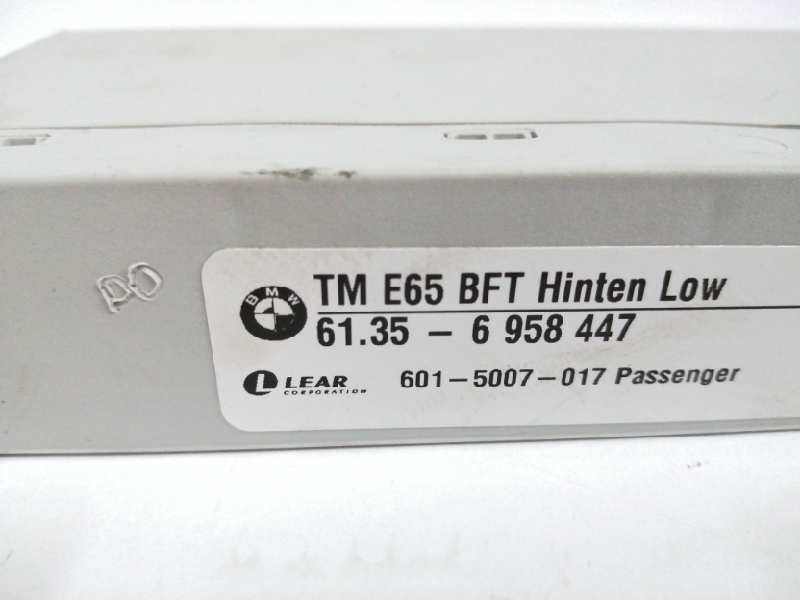 BMW
TM E65 BFT Hinten Low
61.35 - 6 958 447
LEAR
CORPORATION
601-5007-017 Passenger